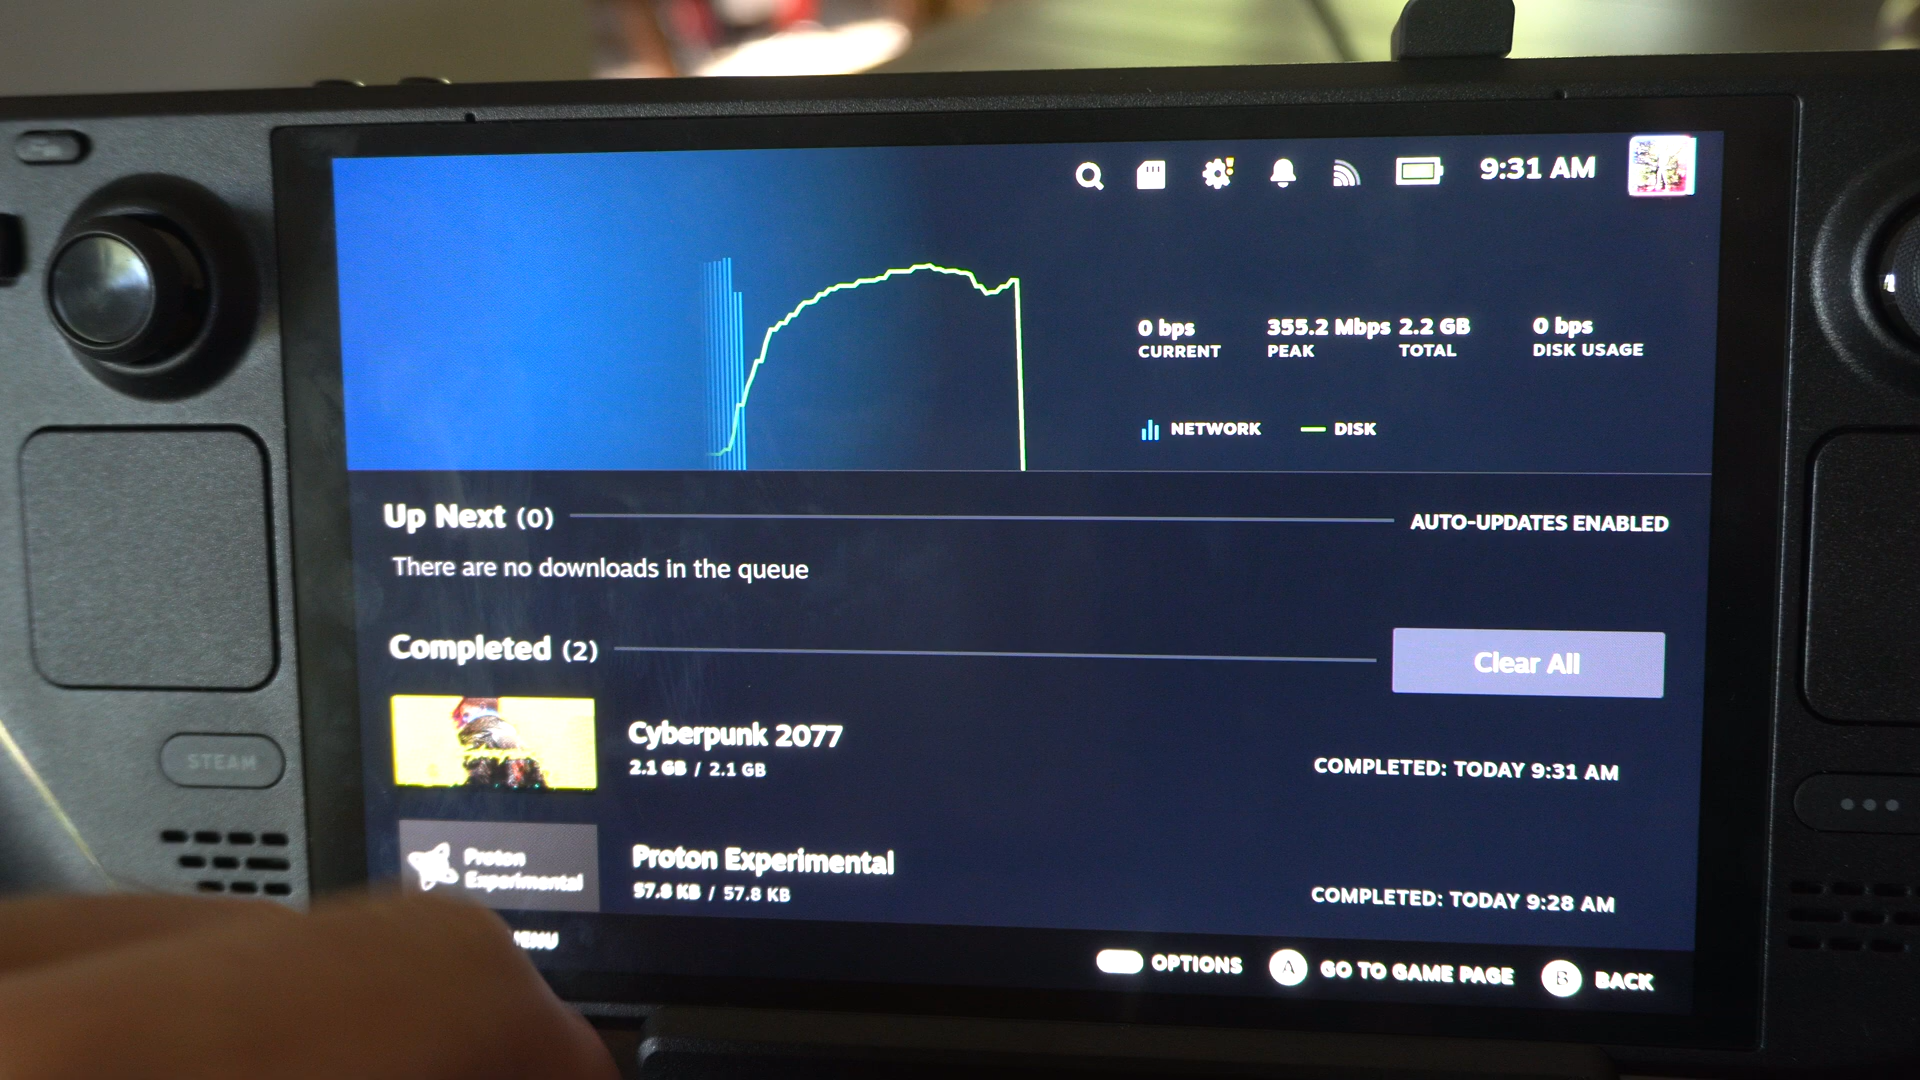 9:31 AM
0 bps 355.2 Mbps 2.2 GB 0 bps
CURRENT PEAK TOTAL DISK USAGE
NETWORK DISK
Up Next (0) AUTO-UPDATES ENABLED
There are no downloads in the queue
Completed (2) Clear All
Cyberpunk 2077
2.1 GB / 2.1 GB
COMPLETED: TODAY 9:31 AM
STEAM
Proton
Experimental
Proton Experimental
57.8 KB / 57.8 KB
COMPLETED: TODAY 9:28 AM
OPTIONS A GO TO GAME PAGE B BACK